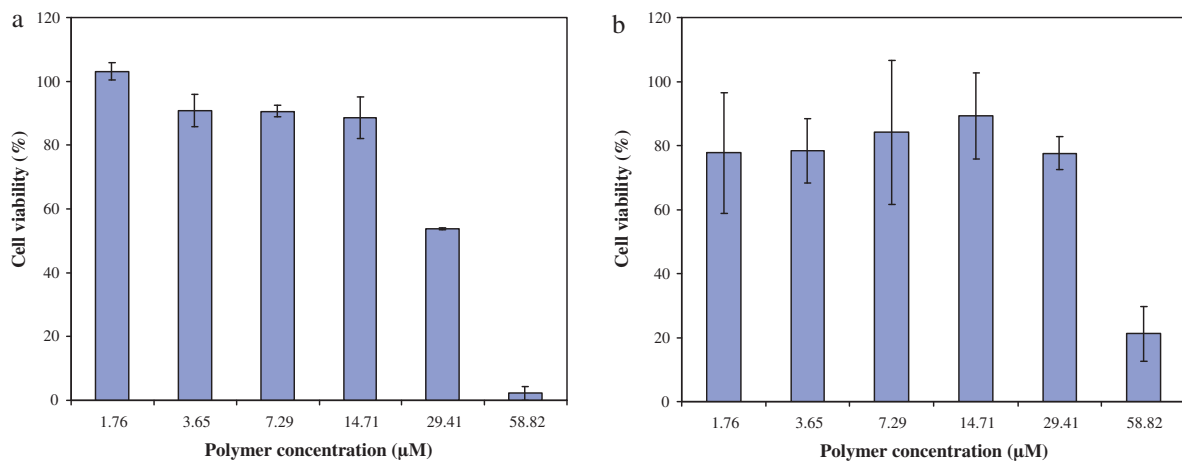 a
120
100
80
60
40
20
0
Cell viability (%)
1.76 3.65 7.29 14.71 29.41 58.82
Polymer concentration (µM)
b
120
100
80
60
40
20
0
Cell viability (%)
1.76 3.65 7.29 14.71 29.41 58.82
Polymer concentration (µM)